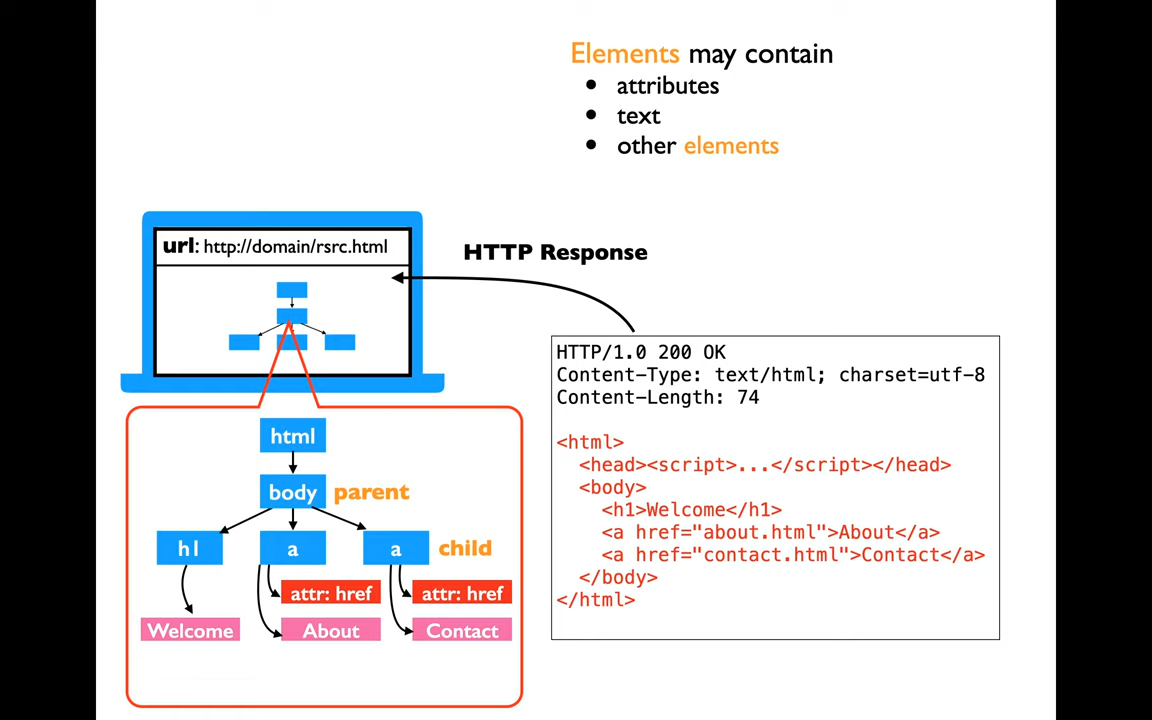 Elements may contain
• attributes
• text
• other elements
url: http://domain/rsrc.html
HTTP Response
HTTP/1.0 200 OK
Content-Type: text/html; charset=utf-8
Content-Length: 74
<html>
  <head><script>...</script></head>
  <body>
    <h1>Welcome</h1>
    <a href="about.html">About</a>
    <a href="contact.html">Contact</a>
  </body>
</html>
html
body parent
h1 a a child
attr: href attr: href
Welcome About Contact